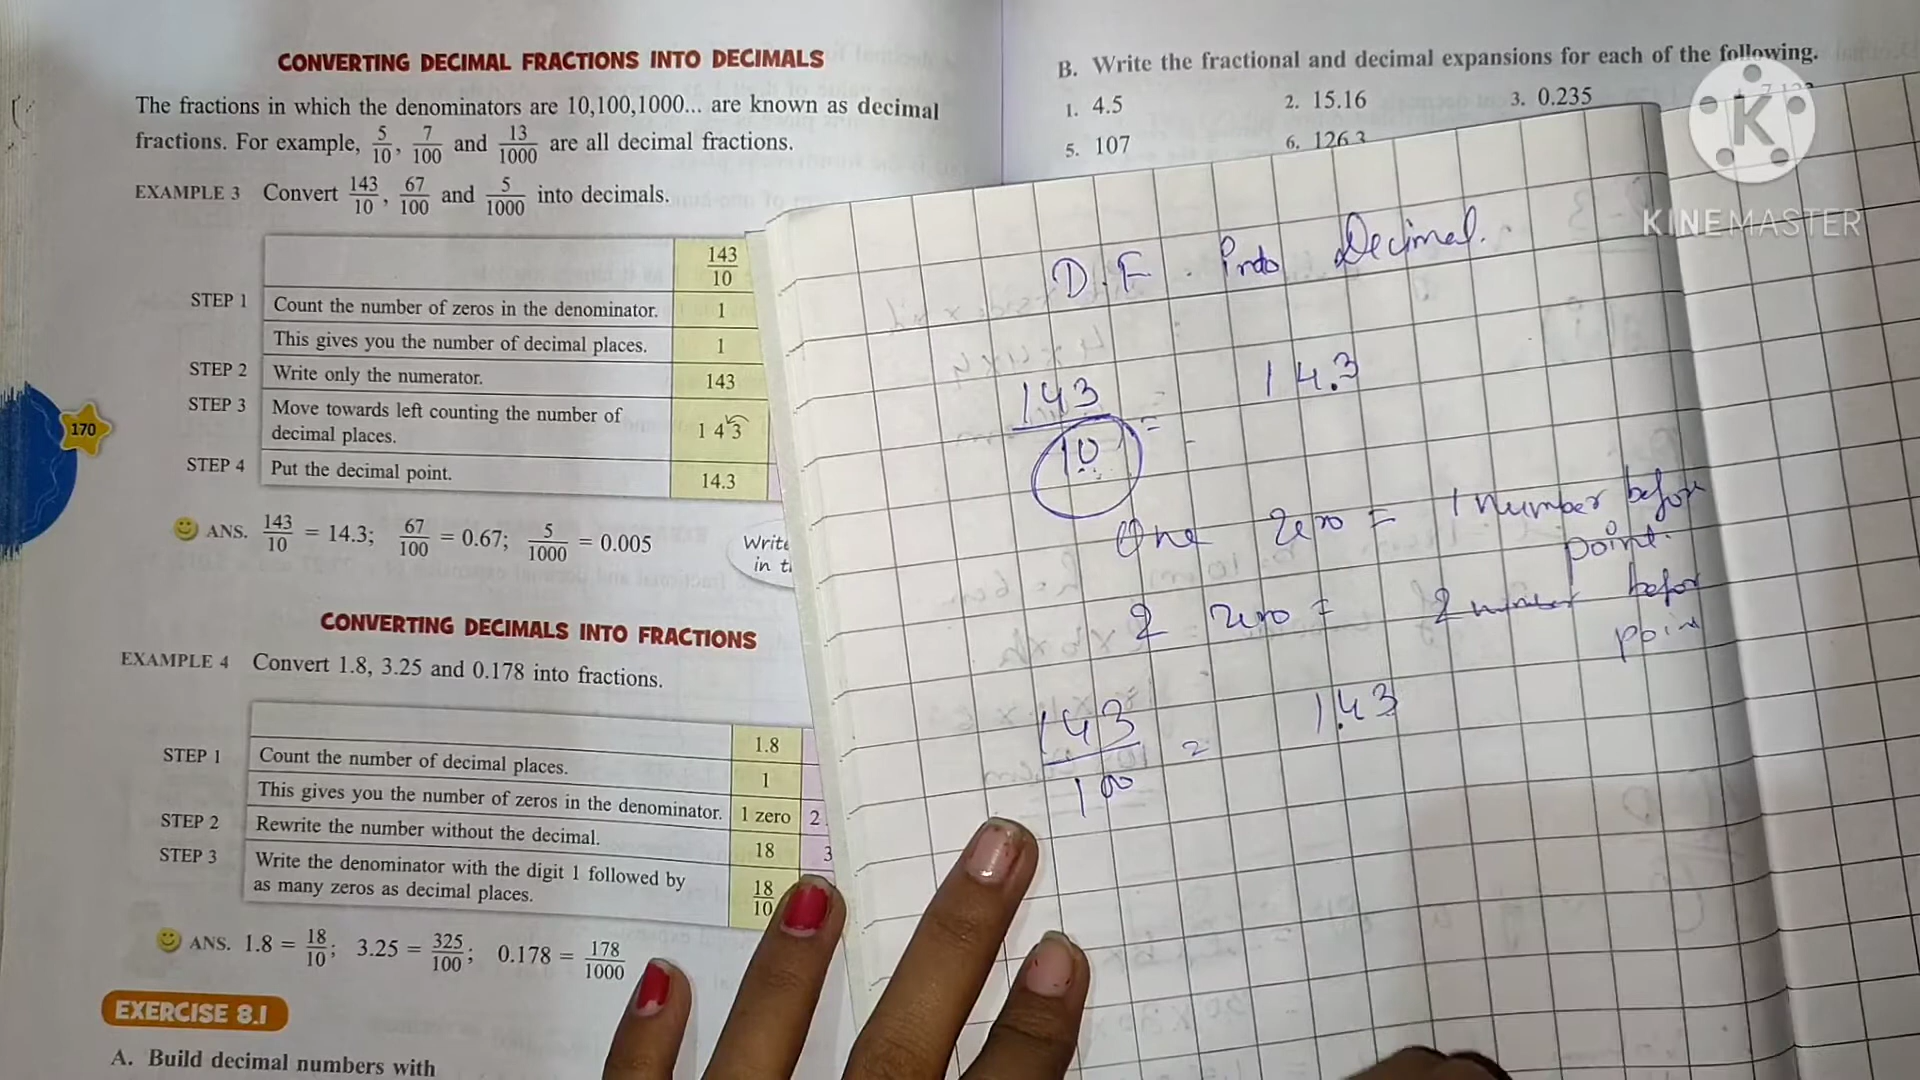 CONVERTING DECIMAL FRACTIONS INTO DECIMALS
The fractions in which the denominators are 10,100,1000... are known as decimal
fractions. For example, 5/10, 7/100 and 13/1000 are all decimal fractions.
EXAMPLE 3 Convert 143/10, 67/100 and 5/1000 into decimals.
143/10
STEP 1 Count the number of zeros in the denominator. 1
This gives you the number of decimal places. 1
STEP 2 Write only the numerator. 143
STEP 3 Move towards left counting the number of
decimal places. 1 4 3
STEP 4 Put the decimal point. 14.3
170
ANS. 143/10 = 14.3; 67/100 = 0.67; 5/1000 = 0.005
Write
in
CONVERTING DECIMALS INTO FRACTIONS
EXAMPLE 4 Convert 1.8, 3.25 and 0.178 into fractions.
1.8
STEP 1 Count the number of decimal places. 1
This gives you the number of zeros in the denominator. 1 zero 2
STEP 2 Rewrite the number without the decimal. 18 3
STEP 3 Write the denominator with the digit 1 followed by
as many zeros as decimal places. 18/10
ANS. 1.8 = 18/10; 3.25 = 325/100; 0.178 = 178/1000
EXERCISE 8.1
A. Build decimal numbers with
B. Write the fractional and decimal expansions for each of the following.
1. 4.5 2. 15.16 3. 0.235
5. 107 6. 126.3
K
KINEMASTER
D.F. Into Decimal.
143/10 = 14.3
One Zero = 1 number before
point.
2 zero = 2 number before
point
143/100 = 1.43